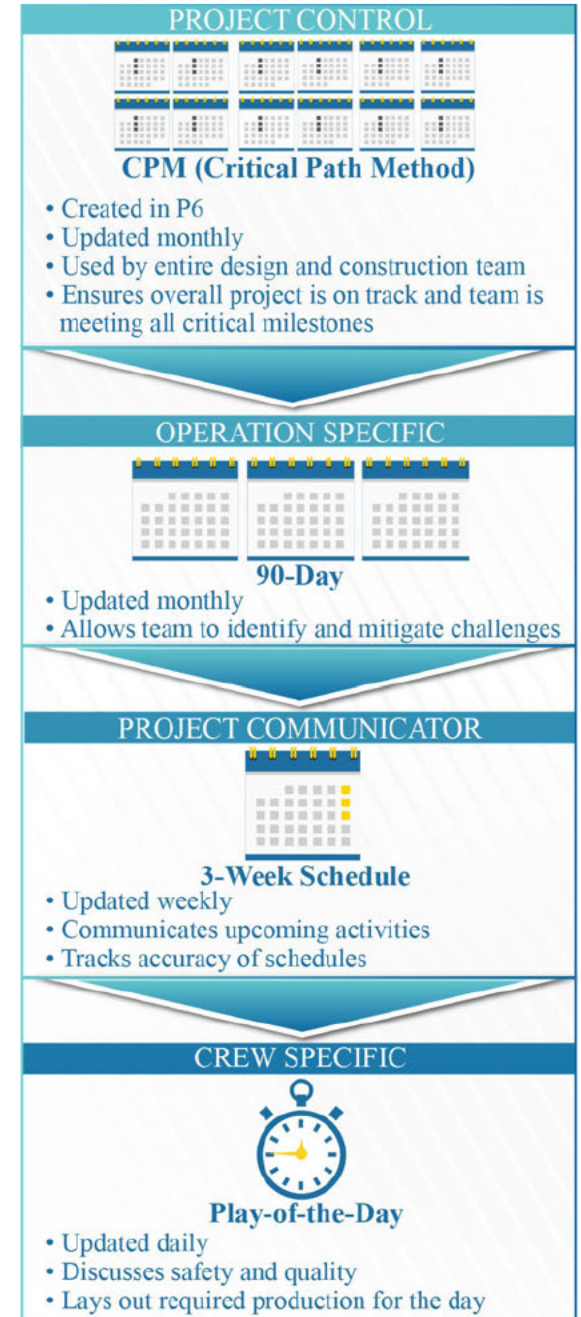 PROJECT CONTROL
CPM (Critical Path Method)
• Created in P6
• Updated monthly
• Used by entire design and construction team
• Ensures overall project is on track and team is
meeting all critical milestones
OPERATION SPECIFIC
90-Day
• Updated monthly
• Allows team to identify and mitigate challenges
PROJECT COMMUNICATOR
3-Week Schedule
• Updated weekly
• Communicates upcoming activities
• Tracks accuracy of schedules
CREW SPECIFIC
Play-of-the-Day
• Updated daily
• Discusses safety and quality
• Lays out required production for the day